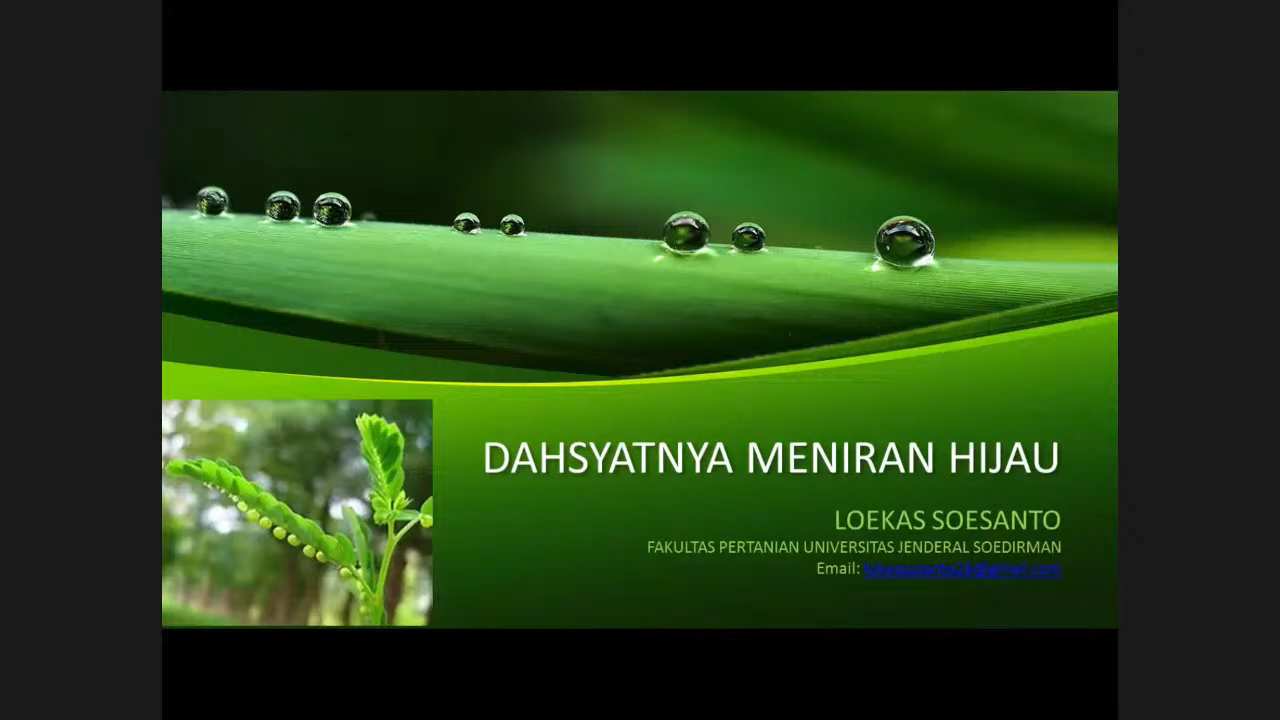 DAHSYATNYA MENIRAN HIJAU
LOEKAS SOESANTO
FAKULTAS PERTANIAN UNIVERSITAS JENDERAL SOEDIRMAN
Email: